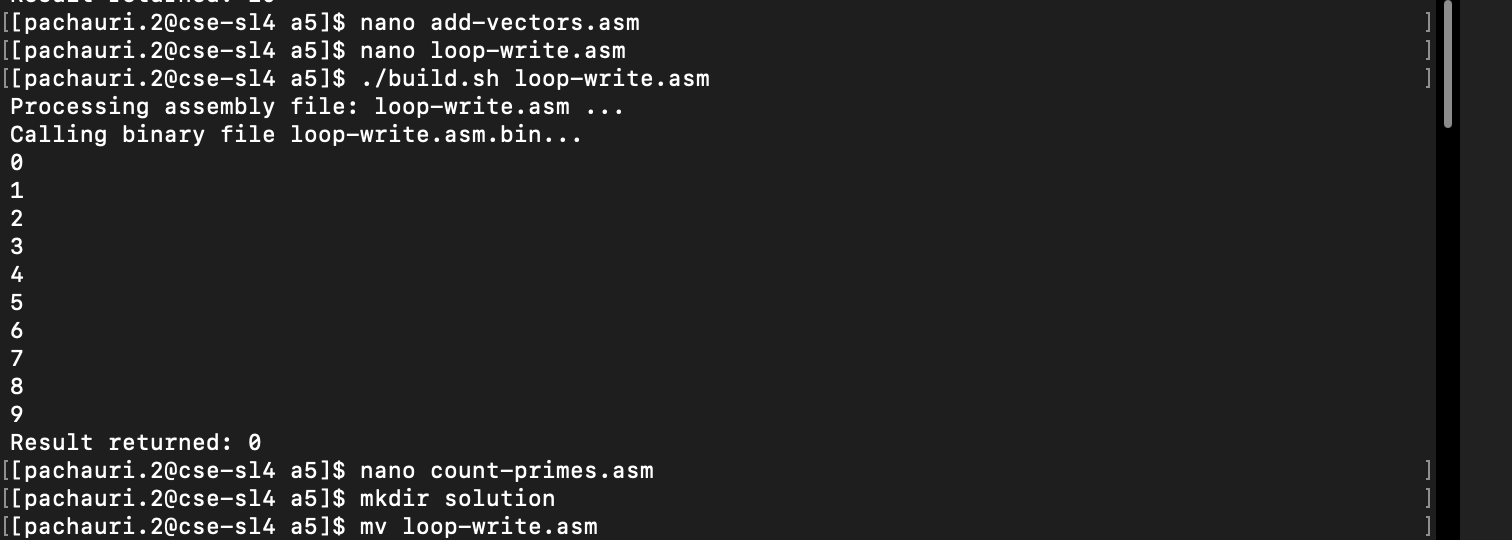 Result returned: 20
[[pachauri.2@cse-sl4 a5]$ nano add-vectors.asm ]
[[pachauri.2@cse-sl4 a5]$ nano loop-write.asm ]
[[pachauri.2@cse-sl4 a5]$ ./build.sh loop-write.asm ]
Processing assembly file: loop-write.asm ...
Calling binary file loop-write.asm.bin...
0
1
2
3
4
5
6
7
8
9
Result returned: 0
[[pachauri.2@cse-sl4 a5]$ nano count-primes.asm ]
[[pachauri.2@cse-sl4 a5]$ mkdir solution ]
[[pachauri.2@cse-sl4 a5]$ mv loop-write.asm ]